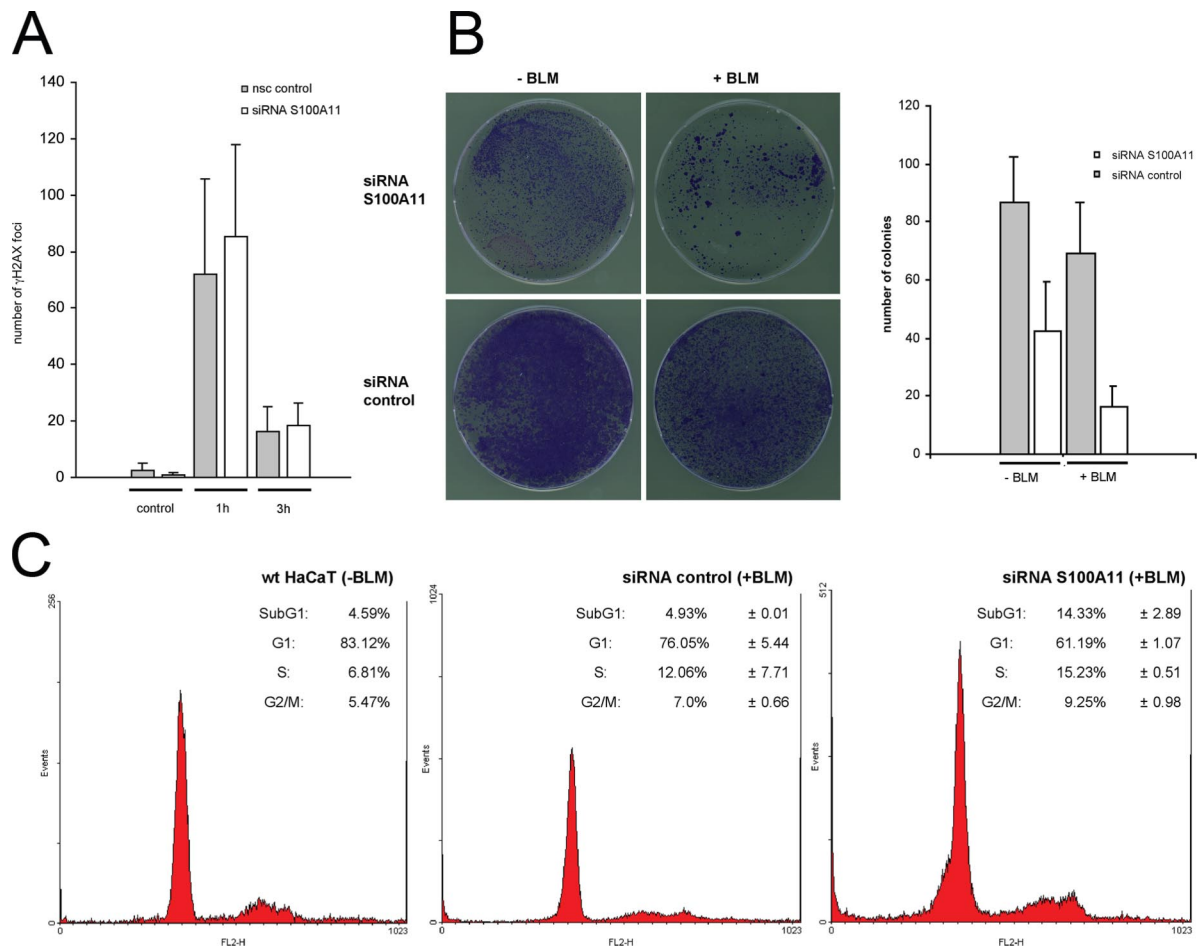 A
140
120
100
80
60
40
20
0
number of γH2AX foci
nsc control
siRNA S100A11
control
1h
3h
B
- BLM
+ BLM
siRNA
S100A11
siRNA
control
120
100
80
60
40
20
0
number of colonies
siRNA S100A11
siRNA control
- BLM
+ BLM
C
wt HaCaT (-BLM)
256
SubG1: 4.59%
G1: 83.12%
S: 6.81%
G2/M: 5.47%
Events
0
0
FL2-H
1023
siRNA control (+BLM)
1024
SubG1: 4.93% ± 0.01
G1: 76.05% ± 5.44
S: 12.06% ± 7.71
G2/M: 7.0% ± 0.66
Events
0
0
FL2-H
1023
siRNA S100A11 (+BLM)
512
SubG1: 14.33% ± 2.89
G1: 61.19% ± 1.07
S: 15.23% ± 0.51
G2/M: 9.25% ± 0.98
Events
0
0
FL2-H
1023